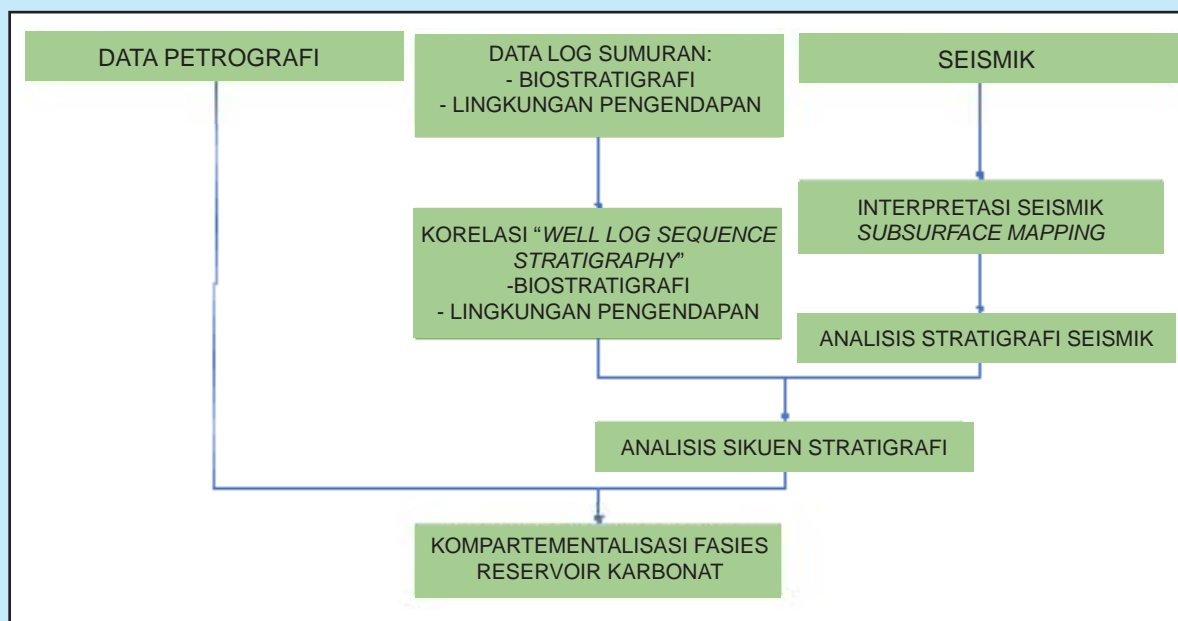 DATA PETROGRAFI
DATA LOG SUMURAN:
- BIOSTRATIGRAFI
- LINGKUNGAN PENGENDAPAN
SEISMIK
KORELASI “WELL LOG SEQUENCE
STRATIGRAPHY”
-BIOSTRATIGRAFI
- LINGKUNGAN PENGENDAPAN
INTERPRETASI SEISMIK
SUBSURFACE MAPPING
ANALISIS STRATIGRAFI SEISMIK
ANALISIS SIKUEN STRATIGRAFI
KOMPARTEMENTALISASI FASIES
RESERVOIR KARBONAT